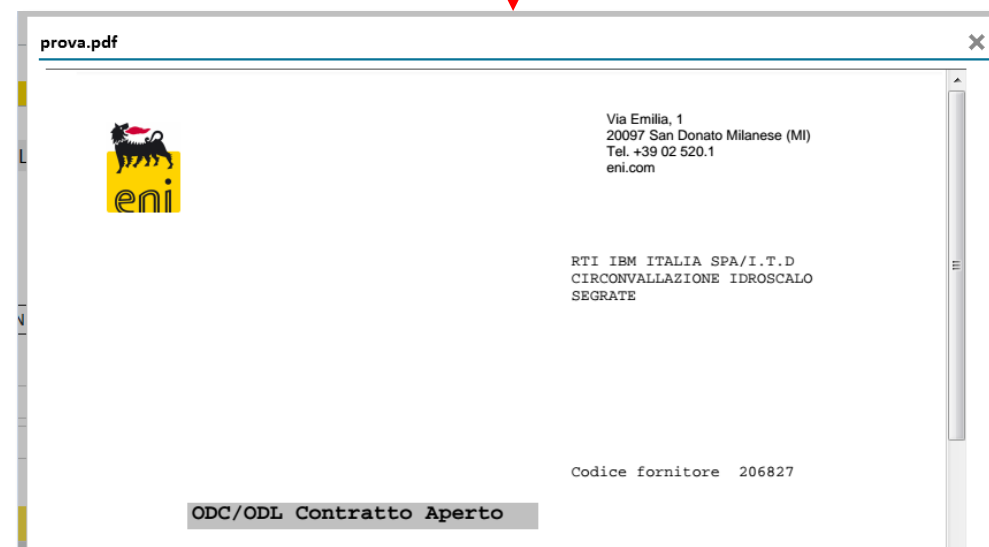 prova.pdf
L
N
eni
Via Emilia, 1
20097 San Donato Milanese (MI)
Tel. +39 02 520.1
eni.com
RTI IBM ITALIA SPA/I.T.D
CIRCONVALLAZIONE IDROSCALO
SEGRATE
Codice fornitore 206827
ODC/ODL Contratto Aperto